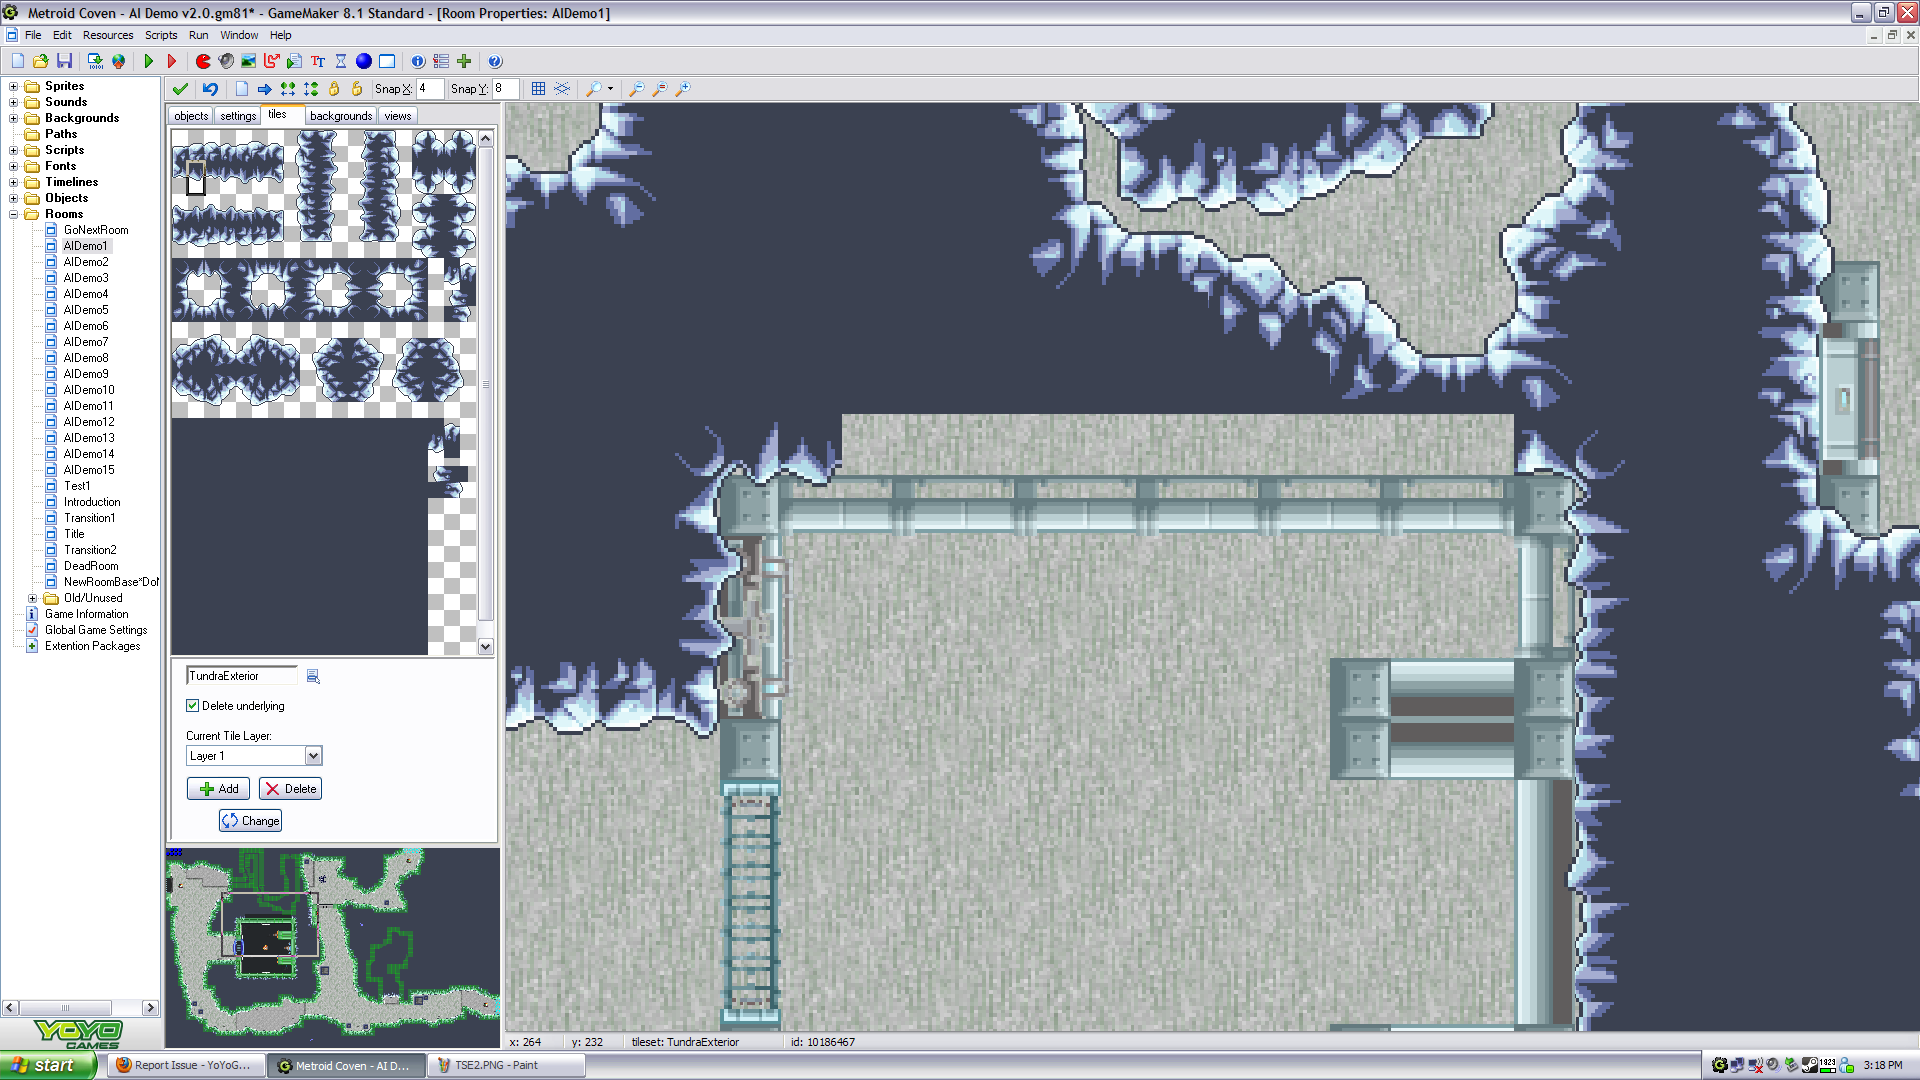 Metroid Coven - AI Demo v2.0.gm81* - GameMaker 8.1 Standard - [Room Properties: AIDemo1]
File Edit Resources Scripts Run Window Help
Snap X: 4 Snap Y: 8
Sprites
Sounds
Backgrounds
Paths
Scripts
Fonts
Timelines
Objects
Rooms
GoNextRoom
AIDemo1
AIDemo2
AIDemo3
AIDemo4
AIDemo5
AIDemo6
AIDemo7
AIDemo8
AIDemo9
AIDemo10
AIDemo11
AIDemo12
AIDemo13
AIDemo14
AIDemo15
Test1
Introduction
Transition1
Title
Transition2
DeadRoom
NewRoomBase*Do
Old/Unused
Game Information
Global Game Settings
Extention Packages
YOYO
GAMES
objects settings tiles backgrounds views
TundraExterior
Delete underlying
Current Tile Layer:
Layer 1
Add Delete
Change
x: 264 y: 232 tileset: TundraExterior id: 10186467
start Report Issue - YoYoG... Metroid Coven - AI D... TSE2.PNG - Paint 1823 3:18 PM